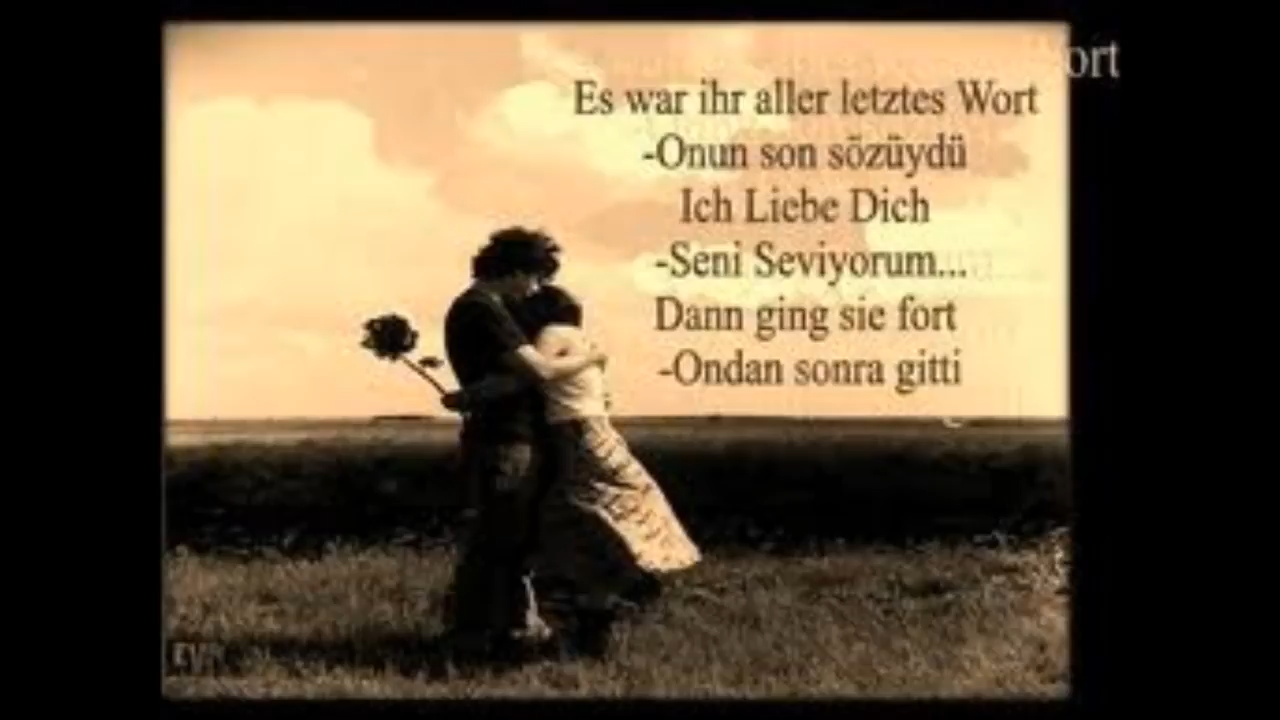 ort
Es war ihr aller letztes Wort
-Onun son sözüydü
Ich Liebe Dich
-Seni Seviyorum...
Dann ging sie fort
-Ondan sonra gitti